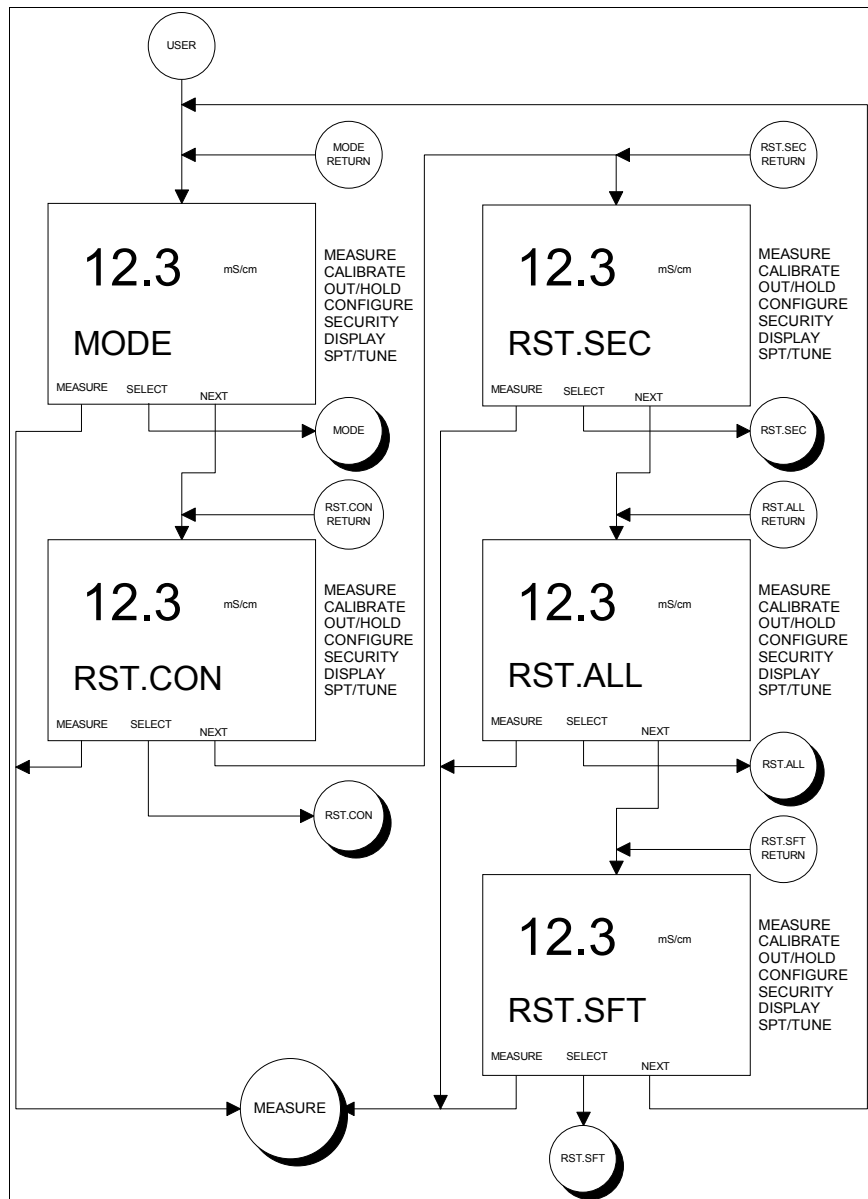 USER
MODE
RETURN
12.3 mS/cm
MODE
MEASURE SELECT NEXT
MEASURE
CALIBRATE
OUT/HOLD
CONFIGURE
SECURITY
DISPLAY
SPT/TUNE
MODE
RST.CON
RETURN
12.3 mS/cm
RST.CON
MEASURE SELECT NEXT
MEASURE
CALIBRATE
OUT/HOLD
CONFIGURE
SECURITY
DISPLAY
SPT/TUNE
RST.CON
RST.SEC
RETURN
12.3 mS/cm
RST.SEC
MEASURE SELECT NEXT
MEASURE
CALIBRATE
OUT/HOLD
CONFIGURE
SECURITY
DISPLAY
SPT/TUNE
RST.SEC
RST.ALL
RETURN
12.3 mS/cm
RST.ALL
MEASURE SELECT NEXT
MEASURE
CALIBRATE
OUT/HOLD
CONFIGURE
SECURITY
DISPLAY
SPT/TUNE
RST.ALL
RST.SFT
RETURN
12.3 mS/cm
RST.SFT
MEASURE SELECT NEXT
MEASURE
CALIBRATE
OUT/HOLD
CONFIGURE
SECURITY
DISPLAY
SPT/TUNE
MEASURE
RST.SFT